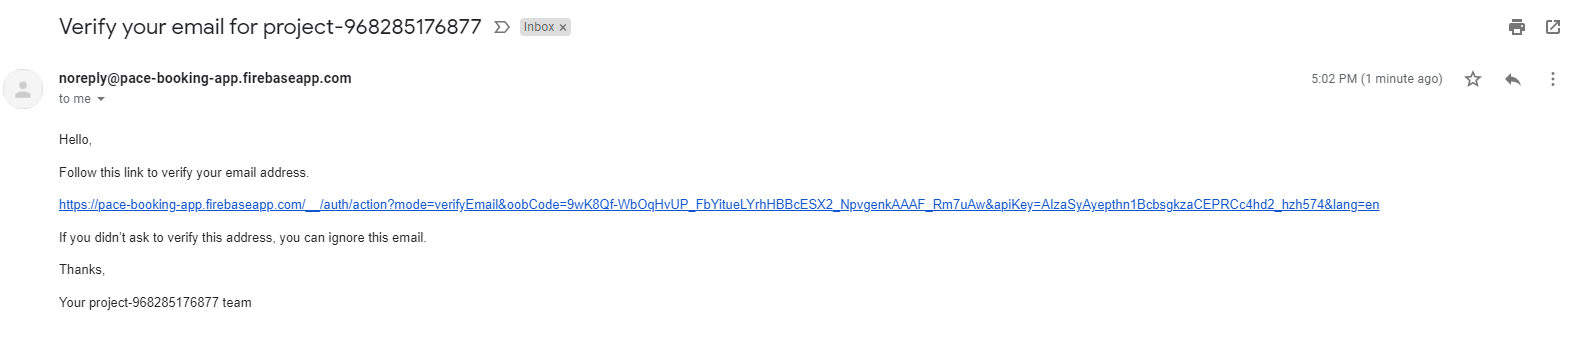 Verify your email for project-968285176877 Inbox ×
noreply@pace-booking-app.firebaseapp.com 5:02 PM (1 minute ago)
to me
Hello,
Follow this link to verify your email address.
https://pace-booking-app.firebaseapp.com/__/auth/action?mode=verifyEmail&oobCode=9wK8Qf-WbOqHvUP_FbYitueLYrhHBBcESX2_NpvgenkAAAF_Rm7uAw&apiKey=AIzaSyAyepthn1BcbsgkzaCEPRCc4hd2_hzh574&lang=en
If you didn’t ask to verify this address, you can ignore this email.
Thanks,
Your project-968285176877 team